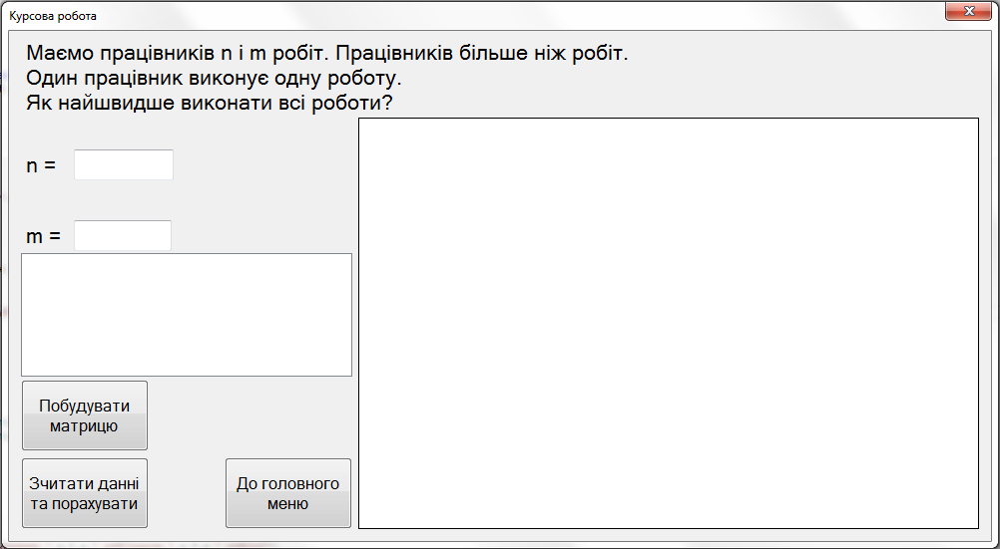 Курсова робота
Маємо працівників n і m робіт. Працівників більше ніж робіт.
Один працівник виконує одну роботу.
Як найшвидше виконати всі роботи?
n =
m =
Побудувати
матрицю
Зчитати данні
та порахувати
До головного
меню